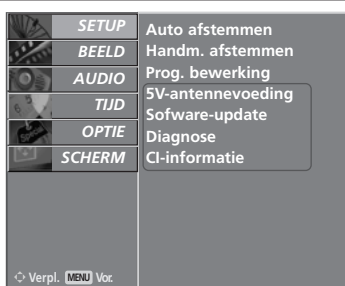 SETUP
BEELD
AUDIO
TIJD
OPTIE
SCHERM
Auto afstemmen
Handm. afstemmen
Prog. bewerking
5V-antennevoeding
Sofware-update
Diagnose
CI-informatie
Verpl. MENU Vor.